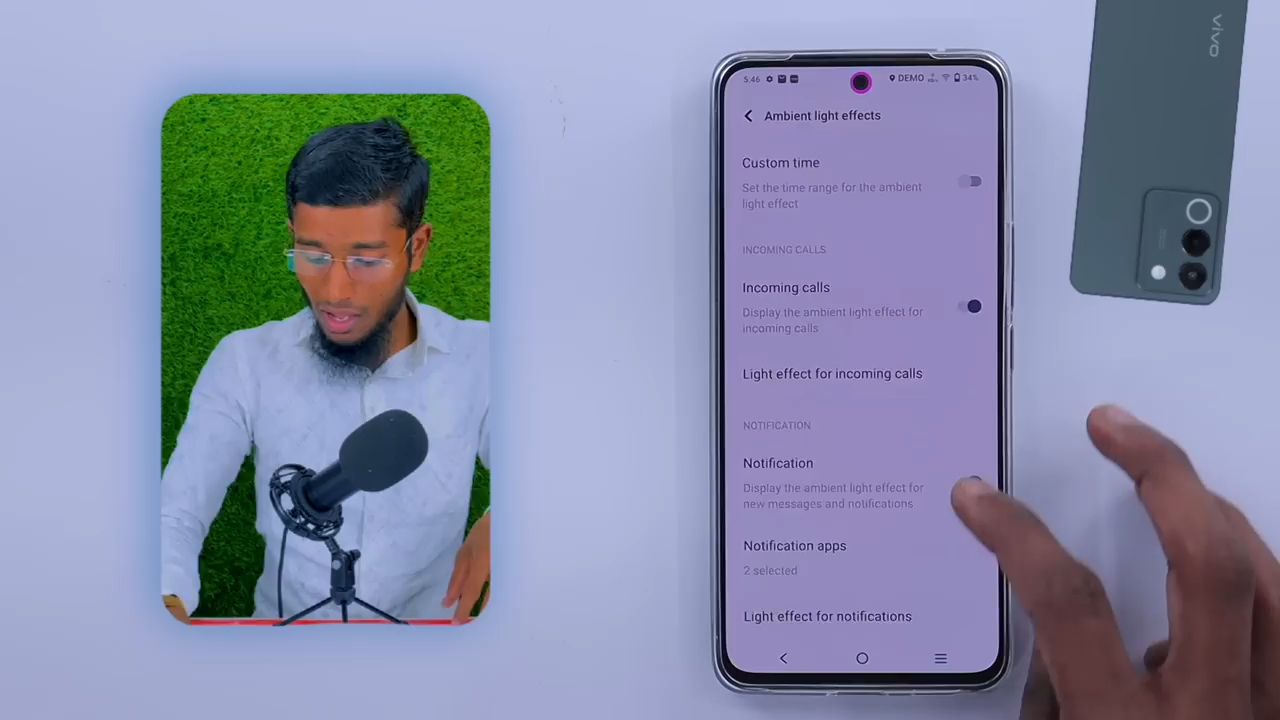 vivo
5:46
DEMO
34%
Ambient light effects
Custom time
Set the time range for the ambient
light effect
INCOMING CALLS
Incoming calls
Display the ambient light effect for
incoming calls
Light effect for incoming calls
NOTIFICATION
Notification
Display the ambient light effect for
new messages and notifications
Notification apps
2 selected
Light effect for notifications